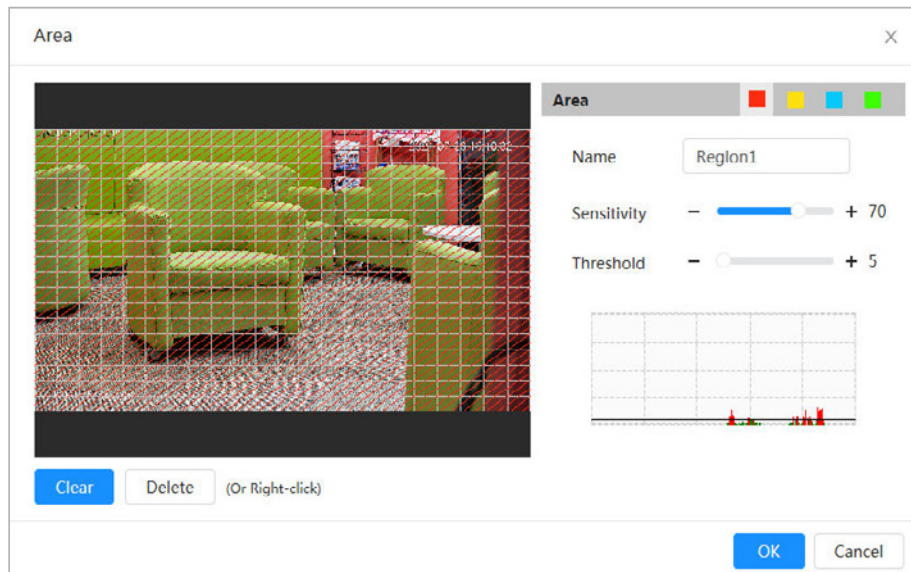 Area
X
Area
Name
RegIon1
Sensitivity
− + 70
Threshold
− + 5
Clear
Delete
(Or Right-click)
OK
Cancel